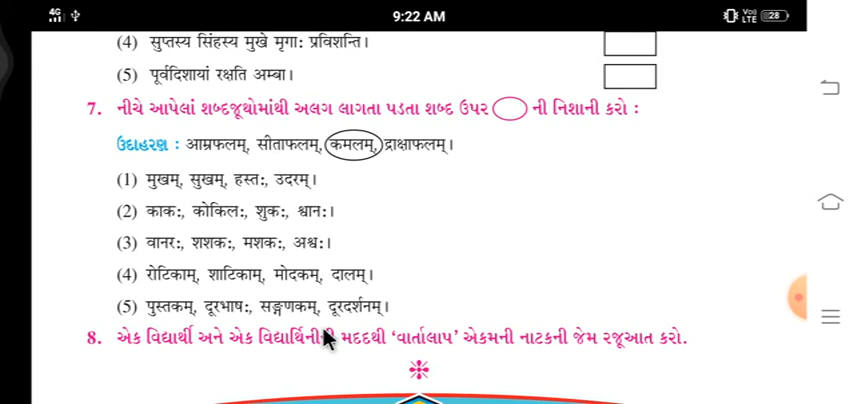 4G 9:22 AM Vo) LTE 28
(4) सुप्तस्य सिंहस्य मुखे मृगाः प्रविशन्ति।
(5) पूर्वदिशायां रक्षति अम्बा।
7. નીચે આપેલાં શબ્દજૂથોમાંથી અલગ લાગતા પડતા શબ્દ ઉપર ની નિશાની કરો :
ઉદાહરણ : आम्रफलम्, सीताफलम्, कमलम्, द्राक्षाफलम्।
(1) मुखम्, सुखम्, हस्तः, उदरम्।
(2) काकः, कोकिलः, शुकः, श्वानः।
(3) वानरः, शशकः, मशकः, अश्वः।
(4) रोटिकाम्, शाटिकाम्, मोदकम्, दालम्।
(5) पुस्तकम्, दूरभाषः, सङ्गणकम्, दूरदर्शनम्।
8. એક વિદ્યાર્થી અને એક વિદ્યાર્થિનીની મદદથી ‘વાર્તાલાપ’ એકમની નાટકની જેમ રજૂઆત કરો.